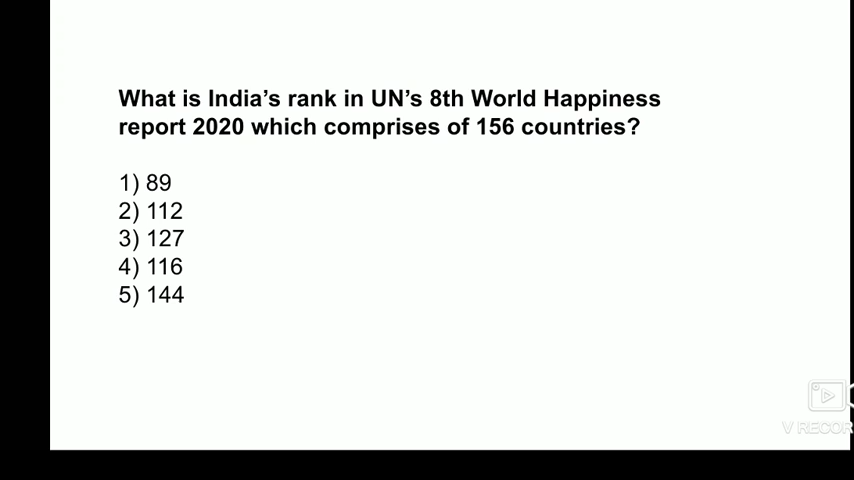 What is India’s rank in UN’s 8th World Happiness
report 2020 which comprises of 156 countries?
1) 89
2) 112
3) 127
4) 116
5) 144
V RECOR